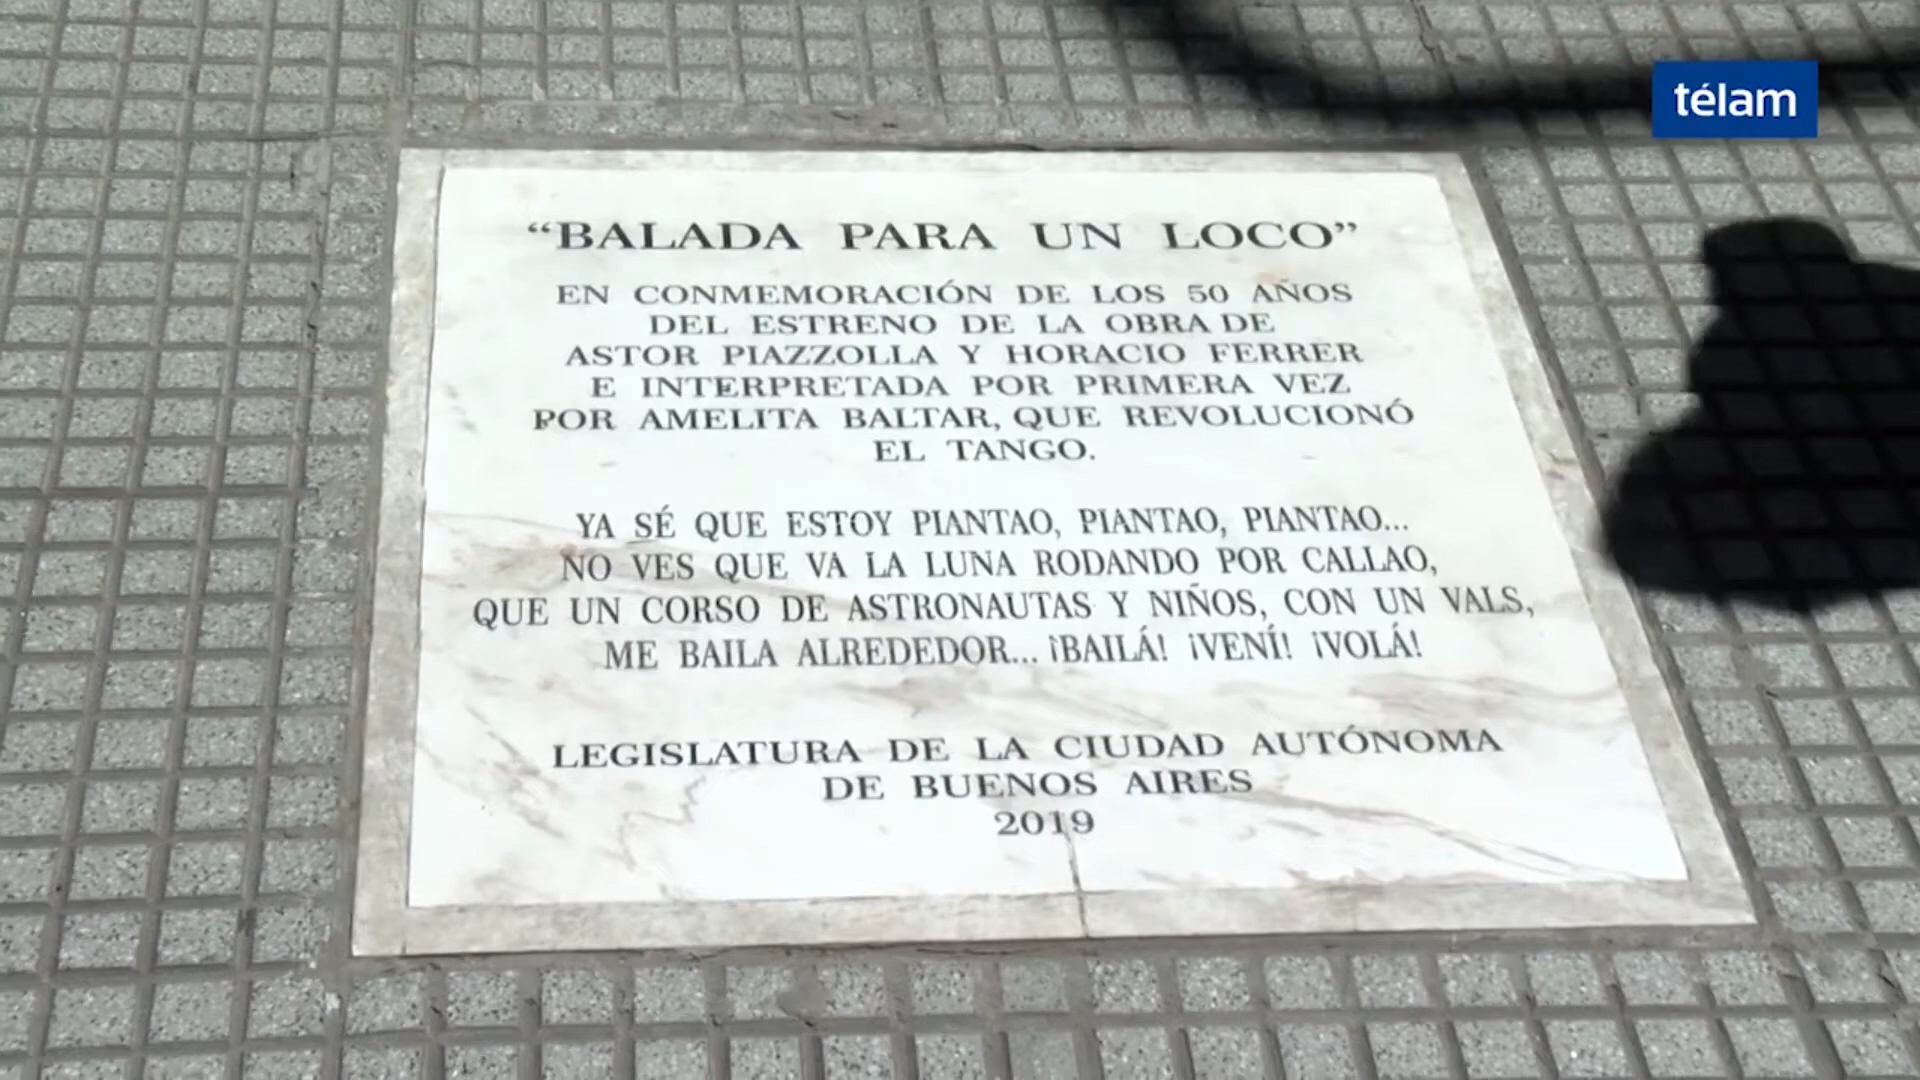 télam
“BALADA PARA UN LOCO”
EN CONMEMORACIÓN DE LOS 50 AÑOS
DEL ESTRENO DE LA OBRA DE
ASTOR PIAZZOLLA Y HORACIO FERRER
E INTERPRETADA POR PRIMERA VEZ
POR AMELITA BALTAR, QUE REVOLUCIONÓ
EL TANGO.
YA SÉ QUE ESTOY PIANTAO, PIANTAO, PIANTAO...
NO VES QUE VA LA LUNA RODANDO POR CALLAO,
QUE UN CORSO DE ASTRONAUTAS Y NIÑOS, CON UN VALS,
ME BAILA ALREDEDOR... ¡BAILÁ! ¡VENÍ! ¡VOLÁ!
LEGISLATURA DE LA CIUDAD AUTÓNOMA
DE BUENOS AIRES
2019